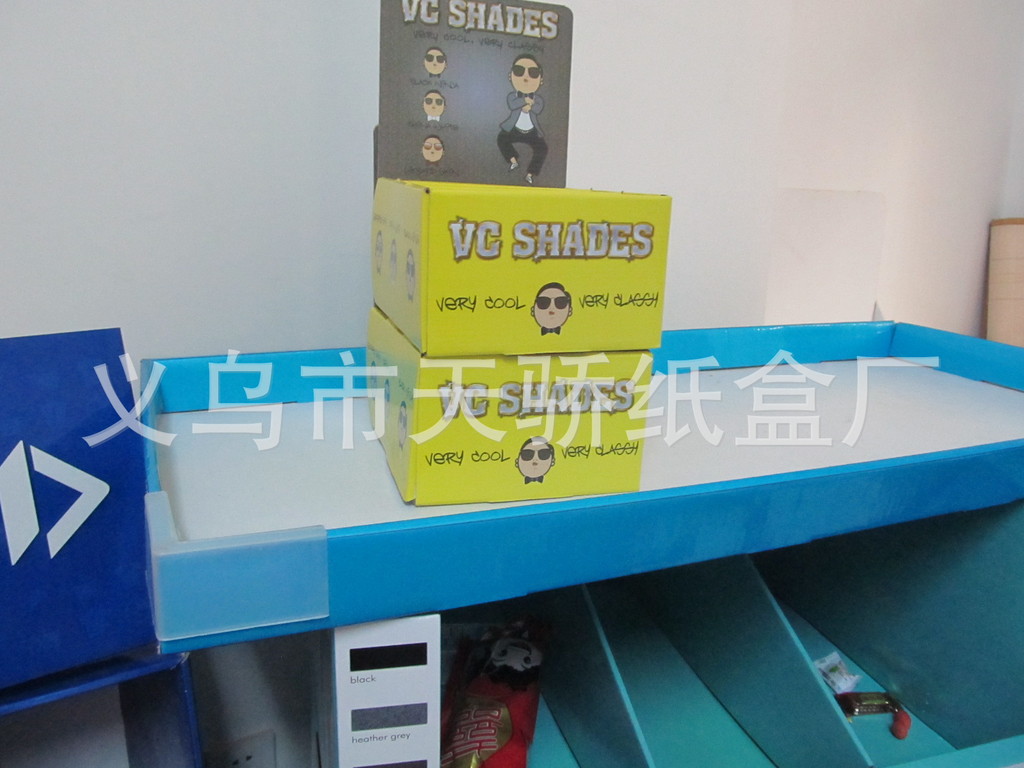 VC SHADES
VERY COOL, VERY CLASSY
VC SHADES
VERY COOL VERY CLASSY
义乌市天骄纸盒厂
VC SHADES
VERY COOL VERY CLASSY
black
heather grey